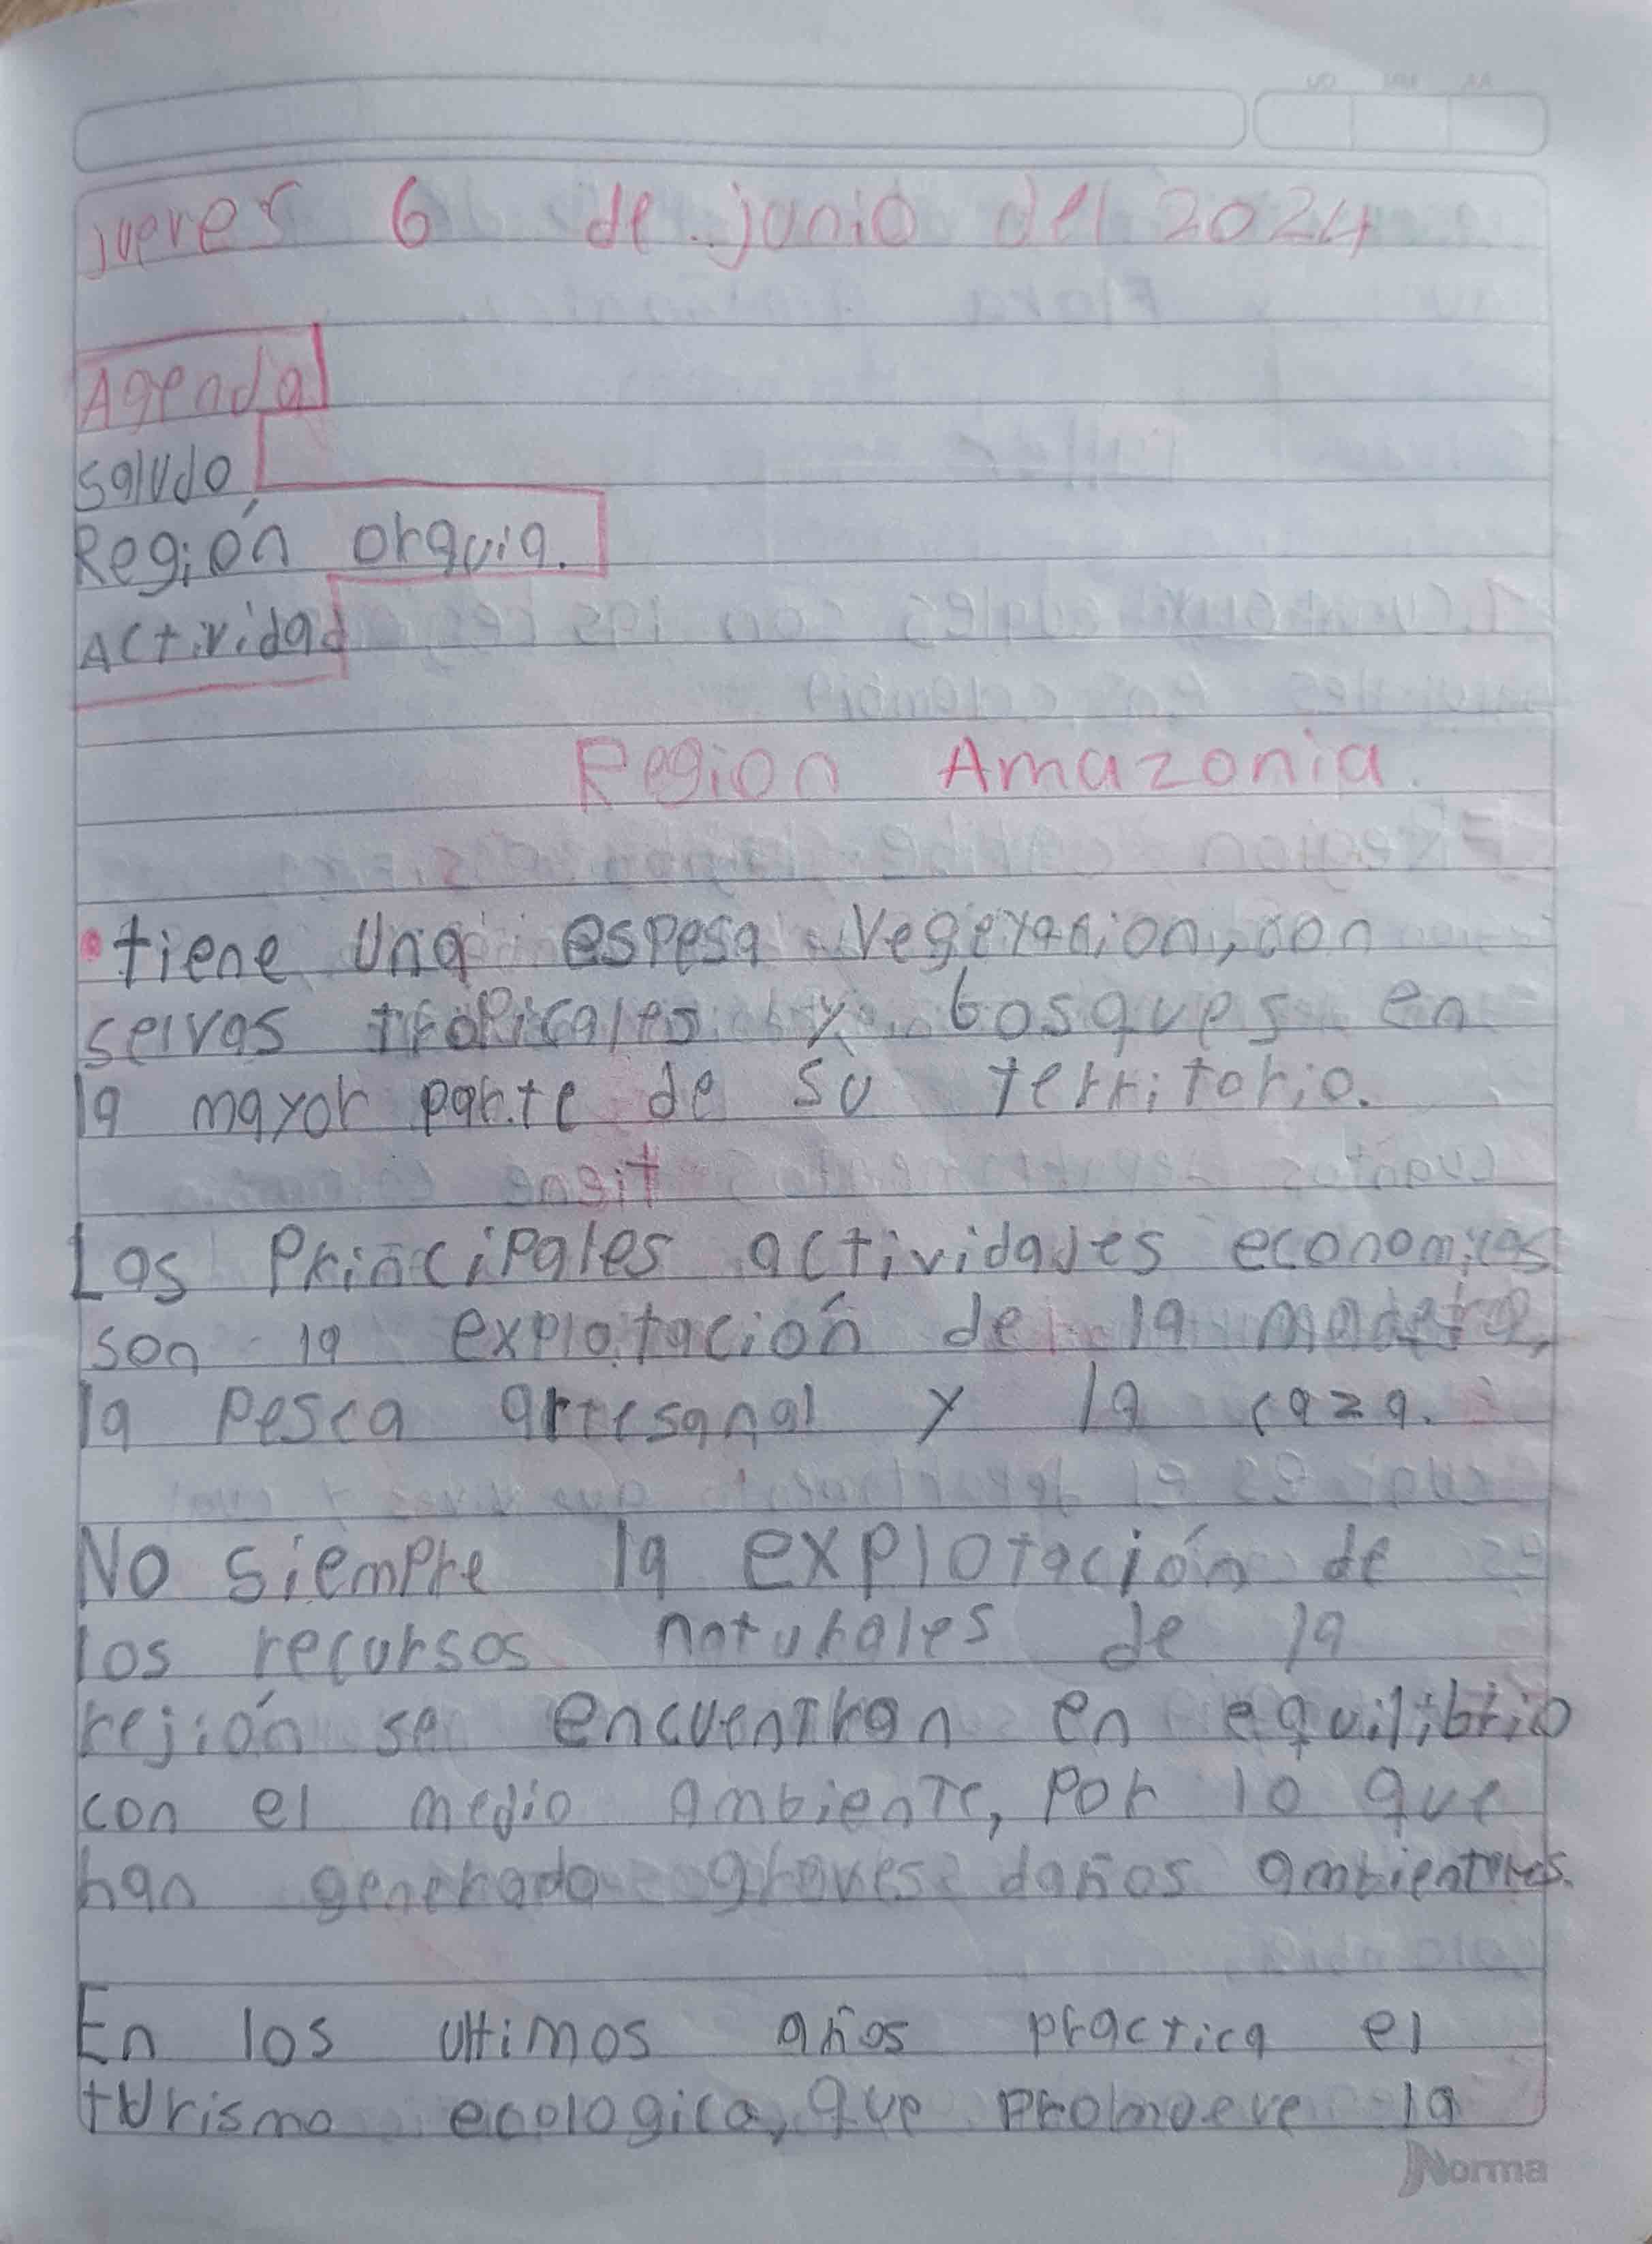 jueves 6 de junio del 2024
Agenda
saludo
Región orquia.
Actividad
Region Amazonia.
• tiene una espesa vegetacion, con
selvas tropicales y bosques en
la mayor parte de su territorio.
Las Principales actividades economicas
son la explotación de la madera,
la pesca artesanal y la caza.
No siempre la explotación de
los recursos naturales de la
rejión se encuentran en equilibrio
con el medio ambiente, por lo que
han generado graves daños ambientales.
En los ultimos años practica el
turismo ecologico, que promoeve la
Norma